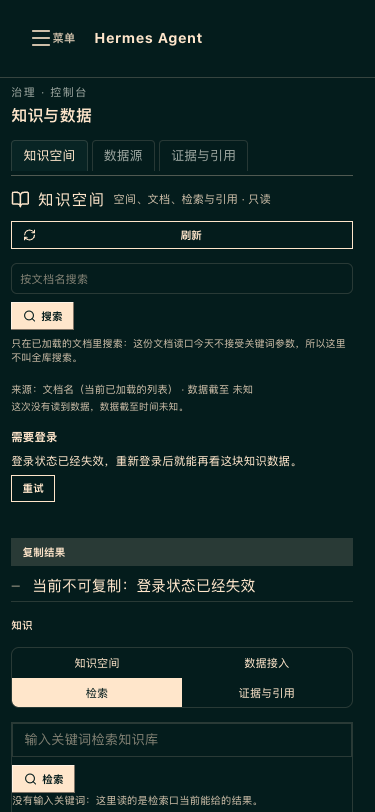 菜单
Hermes Agent
治理 · 控制台
知识与数据
知识空间
数据源
证据与引用
知识空间 空间、文档、检索与引用 · 只读
刷新
按文档名搜索
搜索
只在已加载的文档里搜索：这份文档读口今天不接受关键词参数，所以这里
不叫全库搜索。
来源：文档名（当前已加载的列表） · 数据截至 未知
这次没有读到数据，数据截至时间未知。
需要登录
登录状态已经失效，重新登录后就能再看这块知识数据。
重试
复制结果
— 当前不可复制：登录状态已经失效
知识
知识空间
数据接入
检索
证据与引用
输入关键词检索知识库
检索
没有输入关键词：这里读的是检索口当前能给的结果。